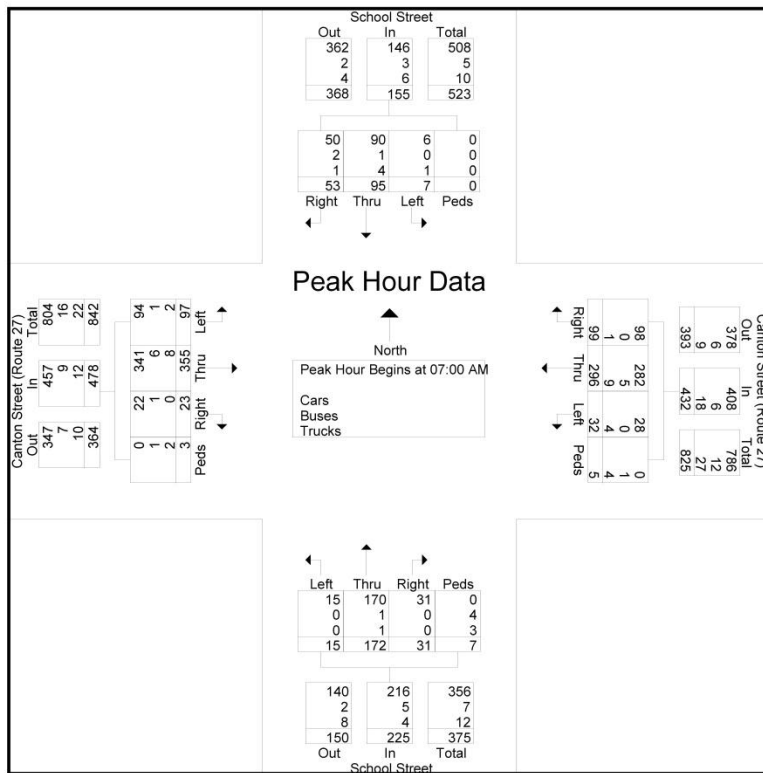 School Street
Out In Total
362 146 508
2 3 5
4 6 10
368 155 523
50 90 6 0
2 1 0 0
1 4 1 0
53 95 7 0
Right Thru Left Peds
Canton Street (Route 27)
Out In Total
347 457 804
7 9 16
10 12 22
364 478 842
0 22 341 94
1 1 6 1
2 0 8 2
3 23 355 97
Peds Right Thru Left
Peak Hour Data
North
Peak Hour Begins at 07:00 AM
Cars
Buses
Trucks
Canton Street (Route 27)
Out In Total
378 408 786
6 6 12
9 18 27
393 432 825
98 282 28 0
0 5 0 1
1 9 4 4
99 296 32 5
Right Thru Left Peds
Left Thru Right Peds
15 170 31 0
0 1 0 4
0 1 0 3
15 172 31 7
140 216 356
2 5 7
8 4 12
150 225 375
Out In Total
School Street